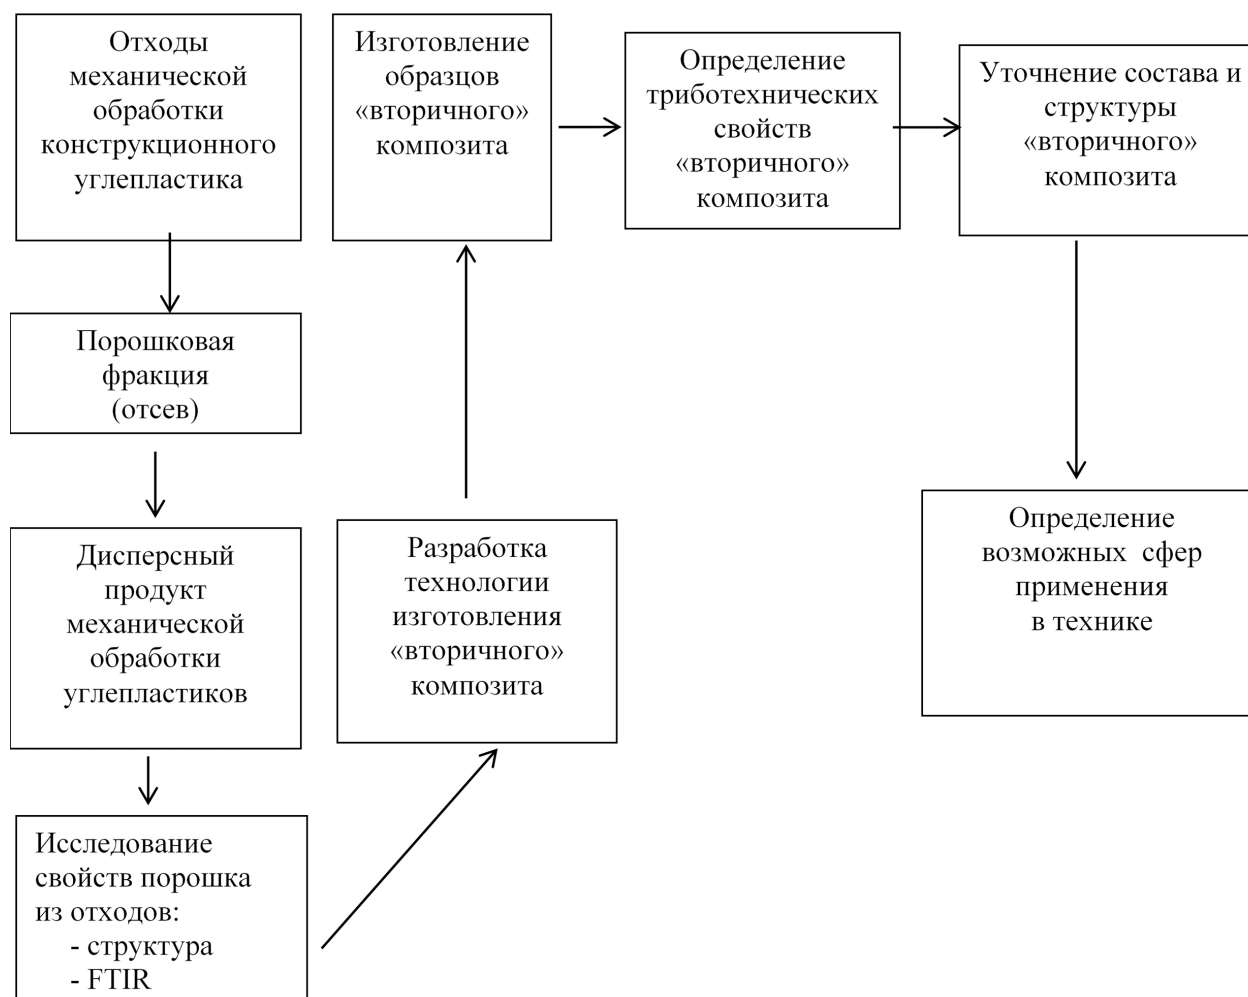 Отходы
механической
обработки
конструкционного
углепластика
Порошковая
фракция
(отсев)
Дисперсный
продукт
механической
обработки
углепластиков
Исследование
свойств порошка
из отходов:
- структура
- FTIR
Разработка
технологии
изготовления
«вторичного»
композита
Изготовление
образцов
«вторичного»
композита
Определение
триботехнических
свойств
«вторичного»
композита
Уточнение состава и
структуры
«вторичного»
композита
Определение
возможных сфер
применения
в технике